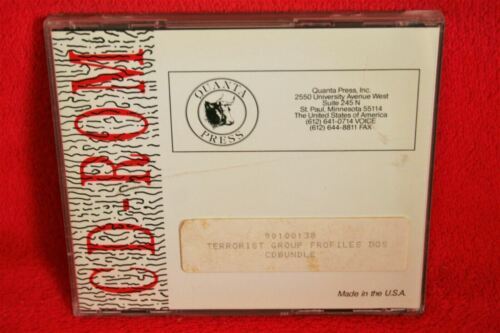 CD-ROM
QUANTA
PRESS
Quanta Press, Inc.
2550 University Avenue West
Suite 245 N
St. Paul, Minnesota 55114
The United States of America
(612) 641-0714 VOICE
(612) 644-8811 FAX
90100138
TERRORIST GROUP PROFILES DOS
CDBUNDLE
Made in the U.S.A.